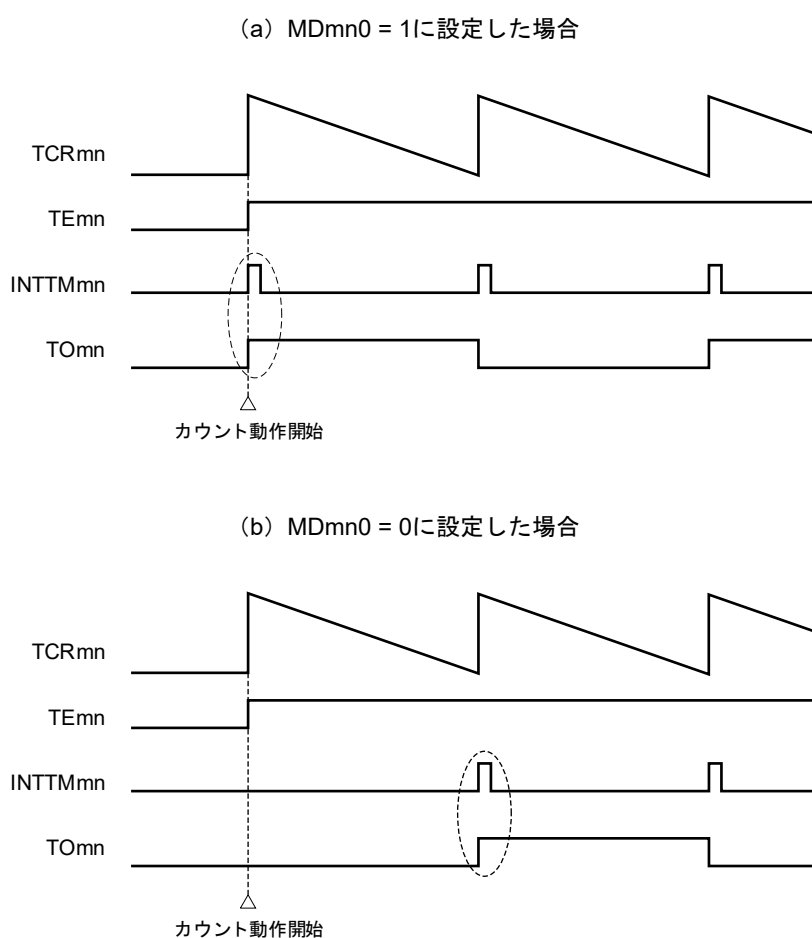 （a）MDmn0 = 1に設定した場合
TCRmn
TEmn
INTTMmn
TOmn
カウント動作開始
（b）MDmn0 = 0に設定した場合
TCRmn
TEmn
INTTMmn
TOmn
カウント動作開始